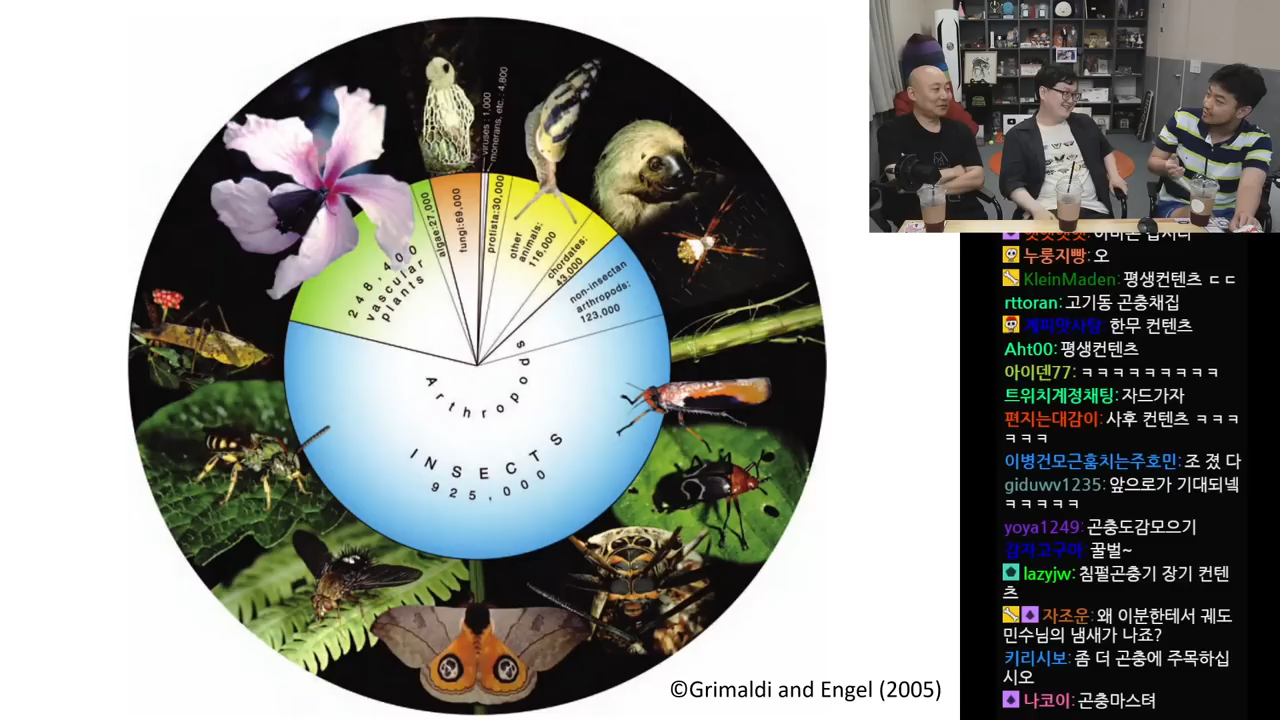 viruses : 1,000
monerans, etc. : 4,800
248,400
vascular
plants
algae:27,000
fungi:69,000
protista:30,000
other
animals:
116,000
chordates:
43,000
non-insectan
arthropods:
123,000
Arthropods
INSECTS
925,000
©Grimaldi and Engel (2005)
누룽지빵: 오
KleinMaden: 평생컨텐츠 ㄷㄷ
rttoran: 고기동 곤충채집
계피맛사탕: 한무 컨텐츠
Aht00: 평생컨텐츠
아이덴77: ㅋㅋㅋㅋㅋㅋㅋㅋㅋ
트위치계정채팅: 자드가자
편지는대감이: 사후 컨텐츠 ㅋㅋㅋ
ㅋㅋㅋ
이병건모근훔치는주호민: 조 졌 다
giduwv1235: 앞으로가 기대되넼
ㅋㅋㅋㅋㅋ
yoya1249: 곤충도감모으기
감자고구마: 꿀벌~
lazyjw: 침펄곤충기 장기 컨텐
츠
자조운: 왜 이분한테서 궤도
민수님의 냄새가 나죠?
키리시보: 좀 더 곤충에 주목하십
시오
나코이: 곤충마스텨